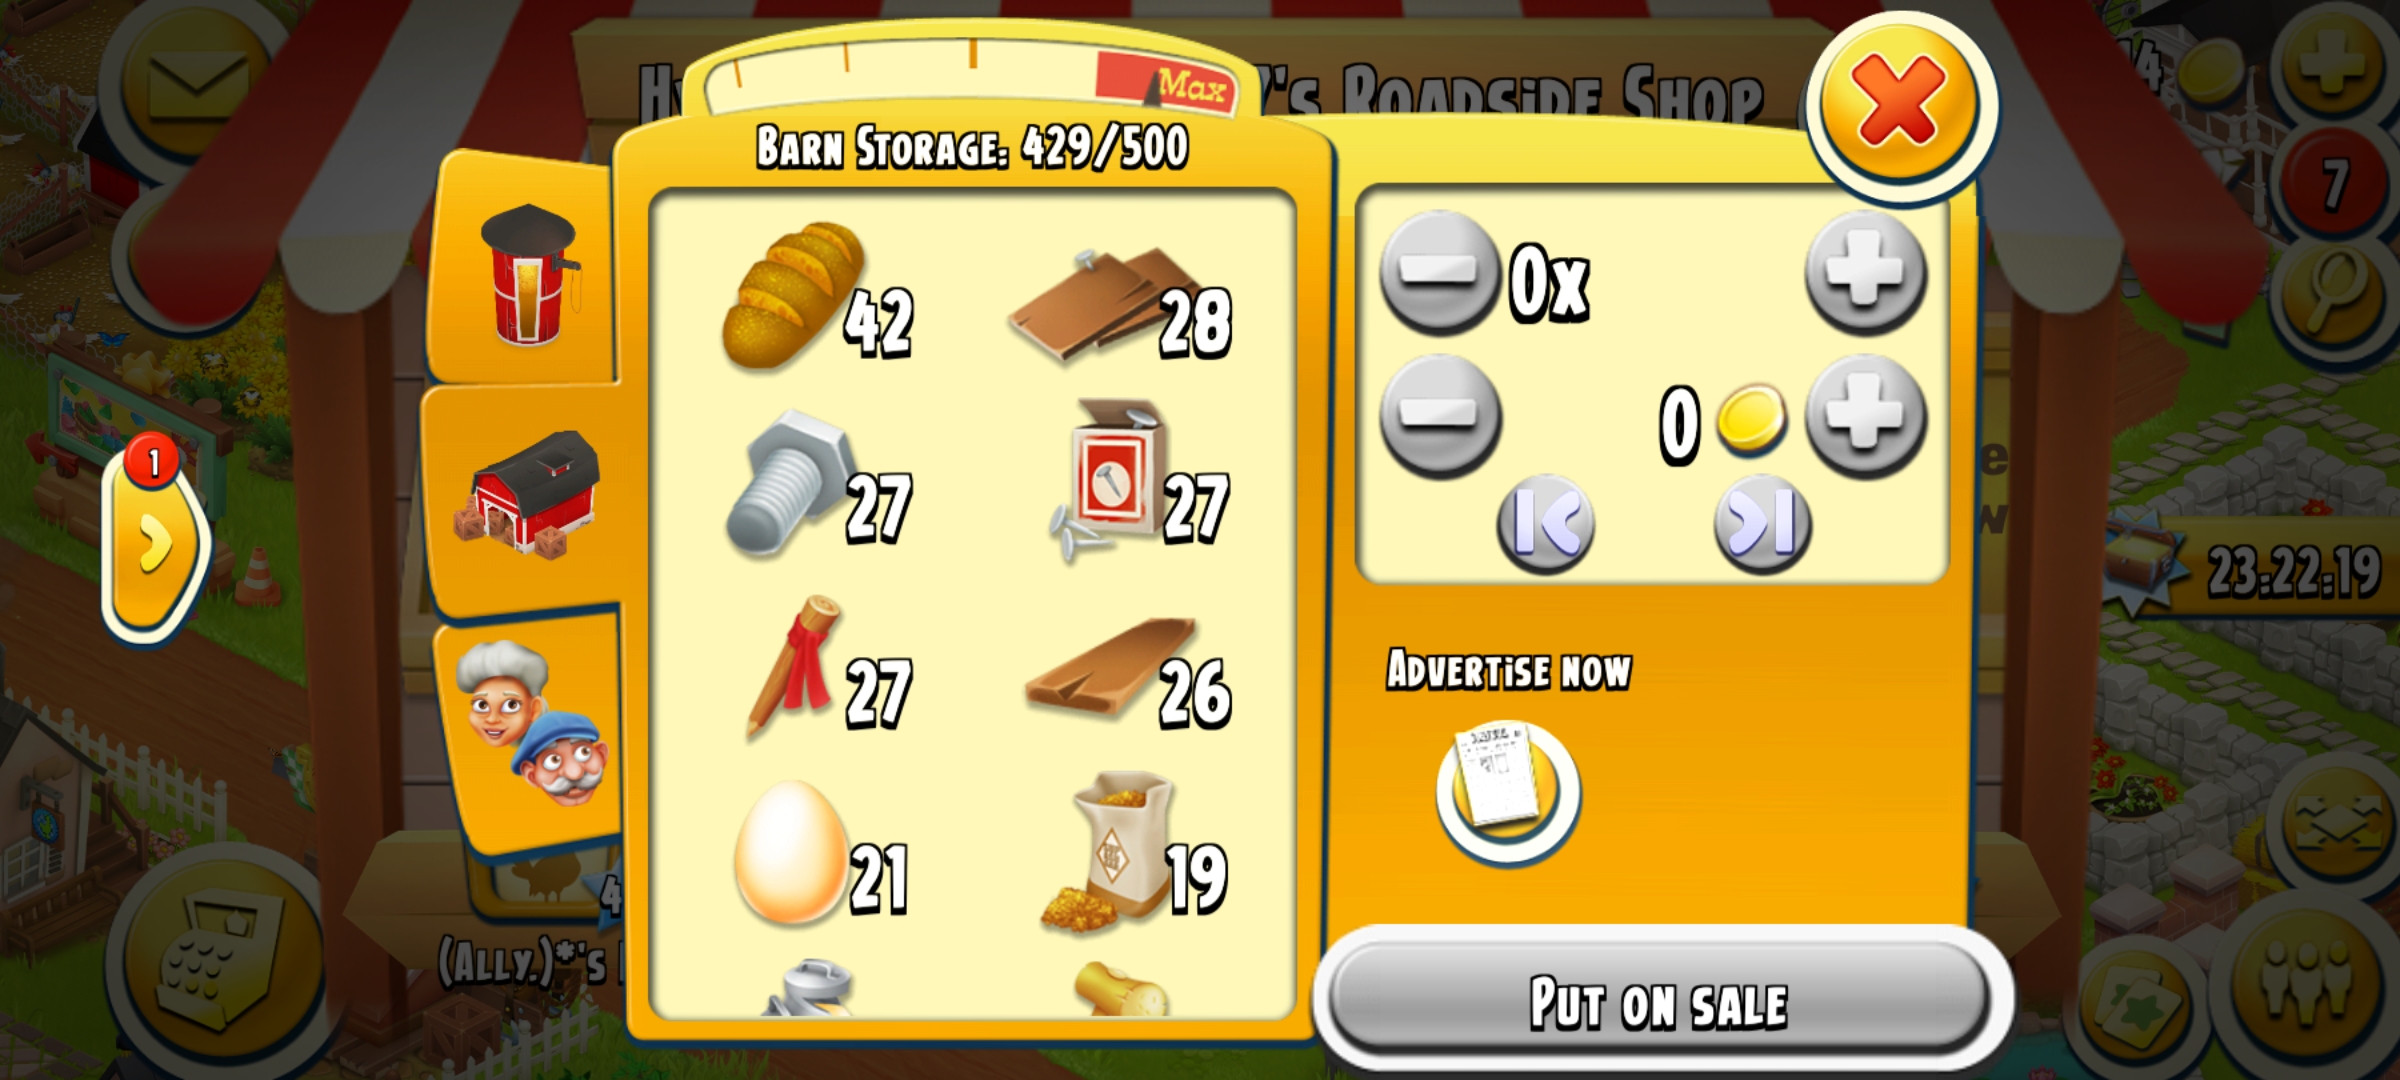 's Roadside Shop
Max
Barn Storage: 429/500
42
28
27
27
27
26
21
19
0x
0
Advertise now
Put on sale
1
7
23:22:19
(Ally.)*'s